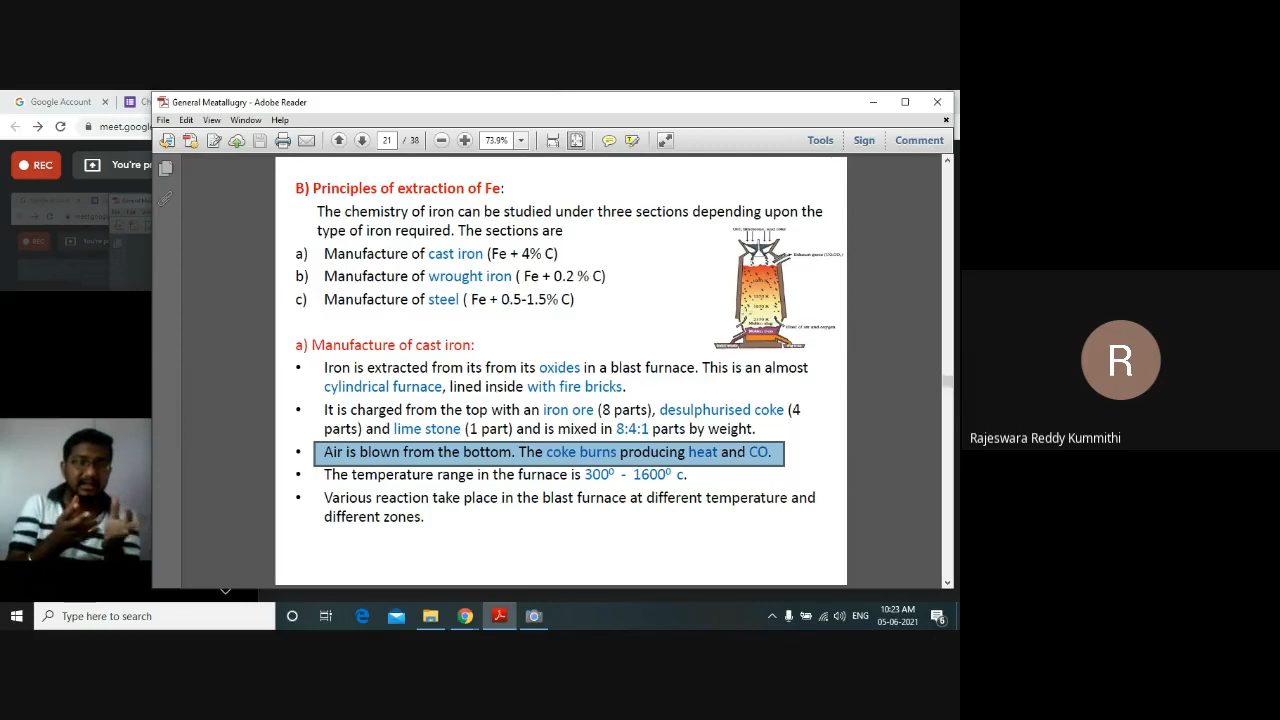 Google Account
Ch
General Meatallugry - Adobe Reader
File Edit View Window Help
meet.google
21 / 38
73.9%
Tools Sign Comment
REC
You're p
B) Principles of extraction of Fe:
The chemistry of iron can be studied under three sections depending upon the
type of iron required. The sections are
a) Manufacture of cast iron (Fe + 4% C)
b) Manufacture of wrought iron ( Fe + 0.2 % C)
c) Manufacture of steel ( Fe + 0.5-1.5% C)
a) Manufacture of cast iron:
• Iron is extracted from its from its oxides in a blast furnace. This is an almost
cylindrical furnace, lined inside with fire bricks.
• It is charged from the top with an iron ore (8 parts), desulphurised coke (4
parts) and lime stone (1 part) and is mixed in 8:4:1 parts by weight.
• Air is blown from the bottom. The coke burns producing heat and CO.
• The temperature range in the furnace is 300⁰ - 1600⁰ c.
• Various reaction take place in the blast furnace at different temperature and
different zones.
R
Rajeswara Reddy Kummithi
Type here to search
ENG
10:23 AM
05-06-2021
6